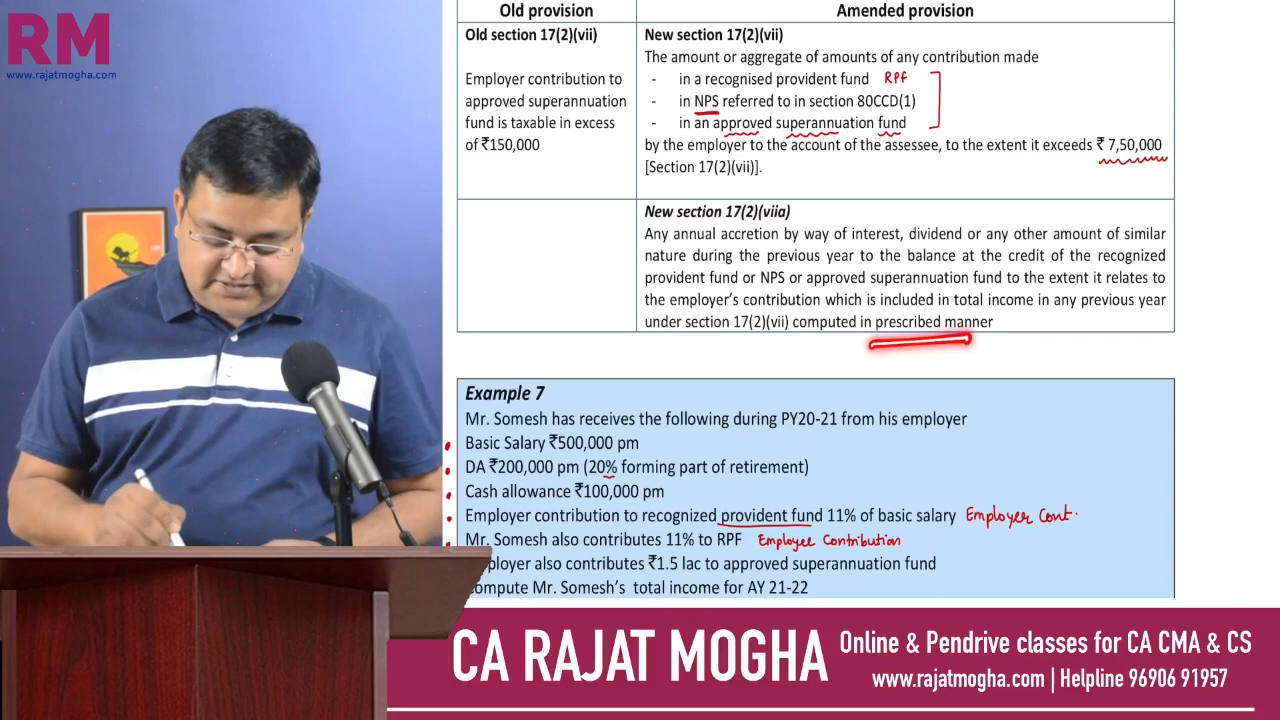 RM
www.rajatmogha.com
Old provision
Amended provision
Old section 17(2)(vii)
Employer contribution to
approved superannuation
fund is taxable in excess
of ₹150,000
New section 17(2)(vii)
The amount or aggregate of amounts of any contribution made
- in a recognised provident fund RPf
- in NPS referred to in section 80CCD(1)
- in an approved superannuation fund
by the employer to the account of the assessee, to the extent it exceeds ₹ 7,50,000
[Section 17(2)(vii)].
New section 17(2)(viia)
Any annual accretion by way of interest, dividend or any other amount of similar
nature during the previous year to the balance at the credit of the recognized
provident fund or NPS or approved superannuation fund to the extent it relates to
the employer's contribution which is included in total income in any previous year
under section 17(2)(vii) computed in prescribed manner
Example 7
Mr. Somesh has receives the following during PY20-21 from his employer
Basic Salary ₹500,000 pm
DA ₹200,000 pm (20% forming part of retirement)
Cash allowance ₹100,000 pm
Employer contribution to recognized provident fund 11% of basic salary Employer Cont.
Mr. Somesh also contributes 11% to RPF Employee Contribution
ployer also contributes ₹1.5 lac to approved superannuation fund
ompute Mr. Somesh's total income for AY 21-22
CA RAJAT MOGHA
Online & Pendrive classes for CA CMA & CS
www.rajatmogha.com | Helpline 96906 91957